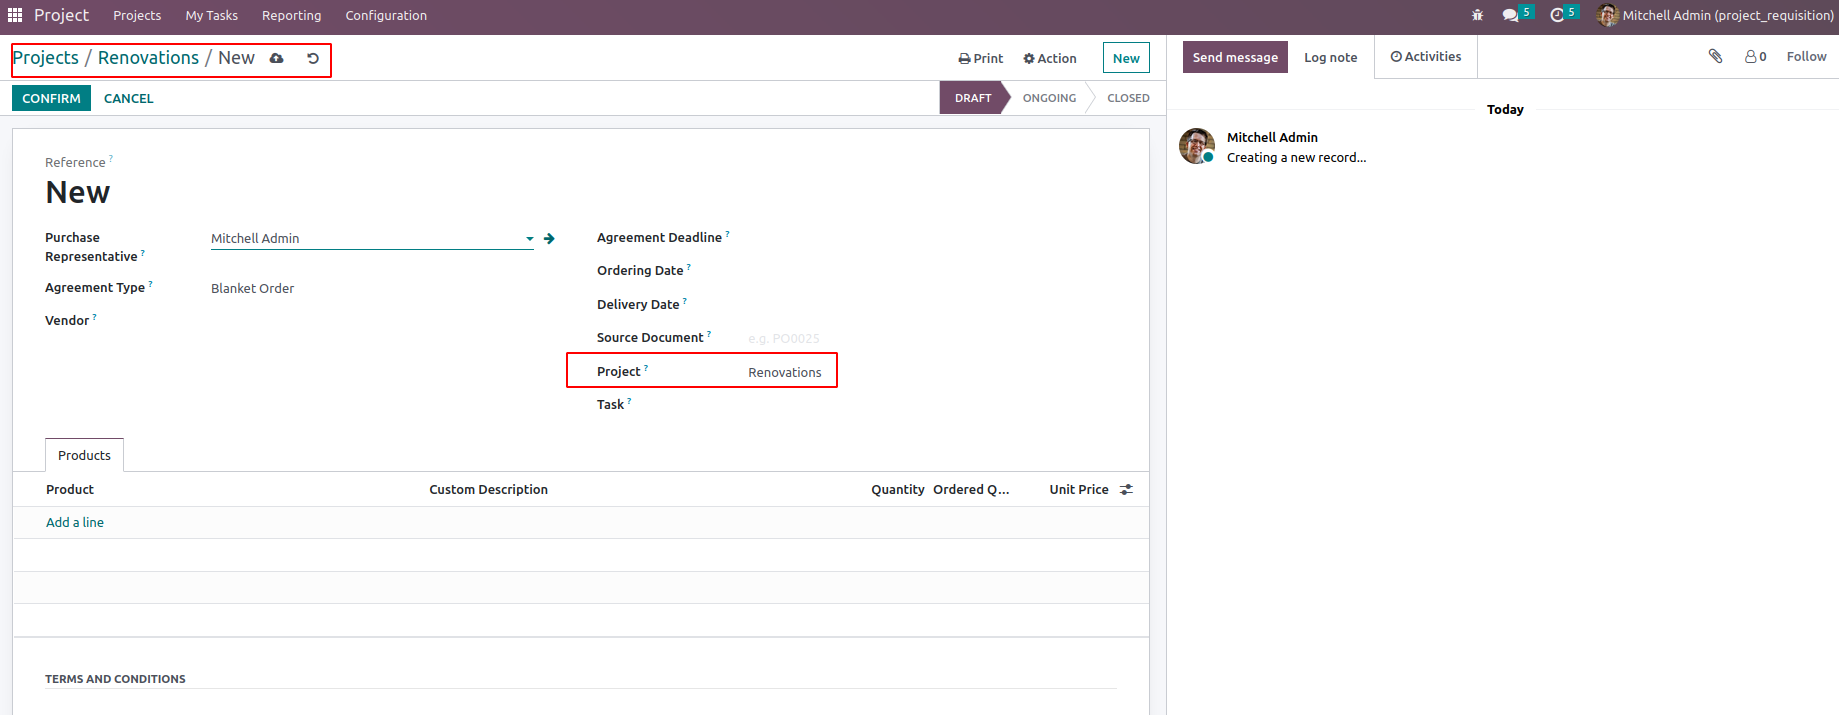 Project Projects My Tasks Reporting Configuration 5 5 Mitchell Admin (project_requisition)
Projects / Renovations / New Print Action New Send message Log note Activities 0 Follow
CONFIRM CANCEL DRAFT ONGOING CLOSED
Today
Mitchell Admin
Creating a new record...
Reference ?
New
Purchase Representative ? Mitchell Admin
Agreement Type ? Blanket Order
Vendor ?
Agreement Deadline ?
Ordering Date ?
Delivery Date ?
Source Document ? e.g. PO0025
Project ? Renovations
Task ?
Products
Product Custom Description Quantity Ordered Q... Unit Price
Add a line
TERMS AND CONDITIONS